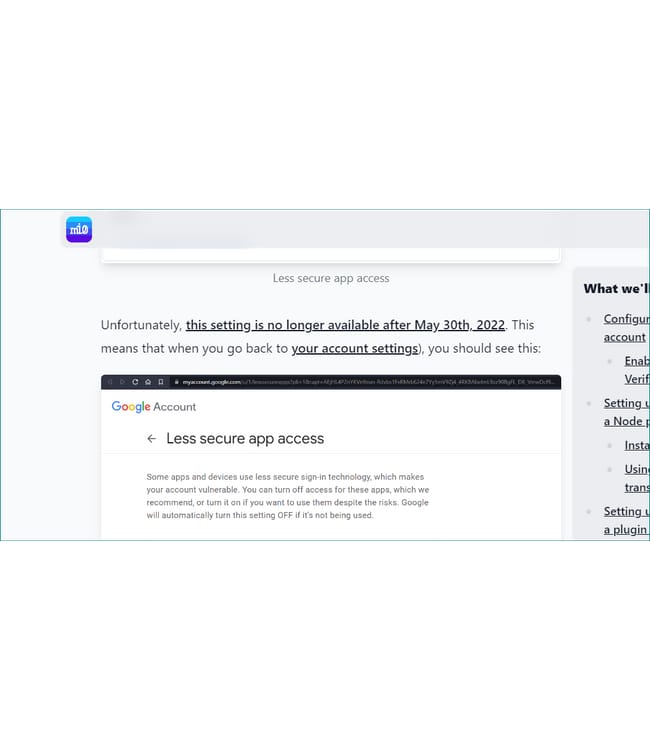 mi0
Less secure app access
Unfortunately, this setting is no longer available after May 30th, 2022. This
means that when you go back to your account settings), you should see this:
myaccount.google.com
Google Account
← Less secure app access
Some apps and devices use less secure sign-in technology, which makes
your account vulnerable. You can turn off access for these apps, which we
recommend, or turn it on if you want to use them despite the risks. Google
will automatically turn this setting OFF if it's not being used.
What we'll
Configur
account
Enab
Verif
Setting u
a Node p
Insta
Using
trans
Setting u
a plugin